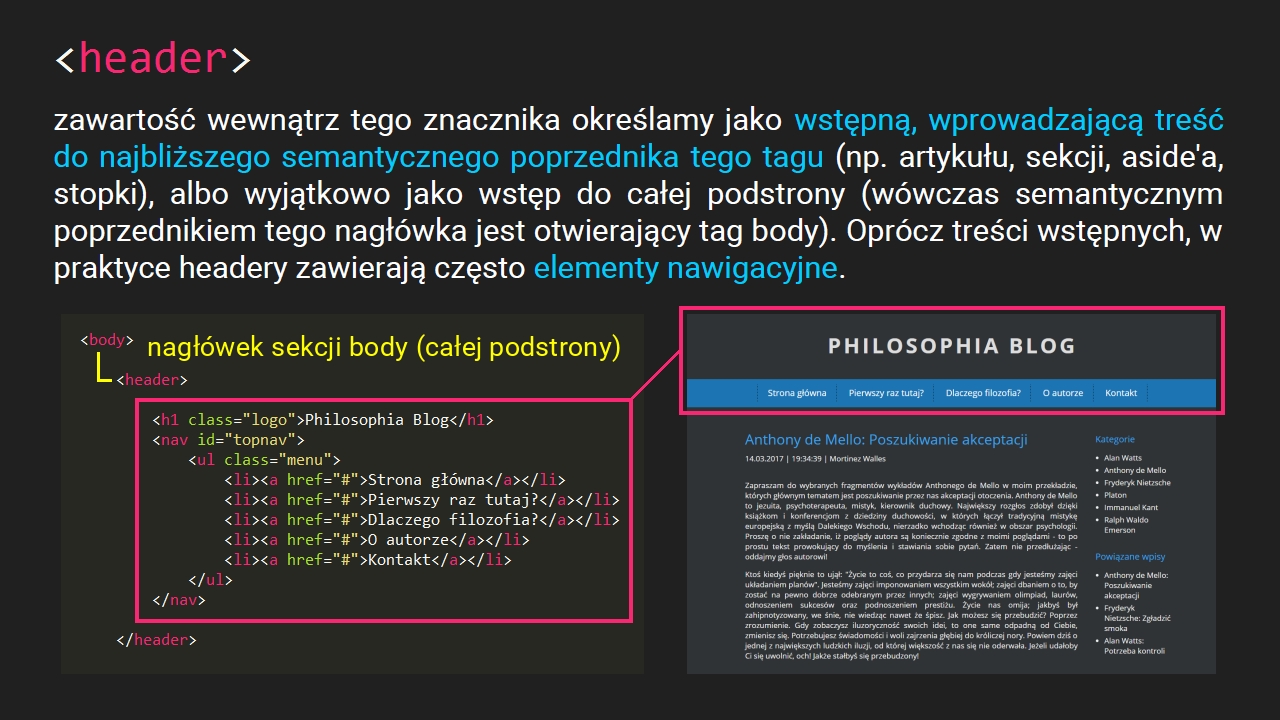 <header>
zawartość wewnątrz tego znacznika określamy jako wstępną, wprowadzającą treść
do najbliższego semantycznego poprzednika tego tagu (np. artykułu, sekcji, aside'a,
stopki), albo wyjątkowo jako wstęp do całej podstrony (wówczas semantycznym
poprzednikiem tego nagłówka jest otwierający tag body). Oprócz treści wstępnych, w
praktyce headery zawierają często elementy nawigacyjne.
<body>
nagłówek sekcji body (całej podstrony)
<header>
<h1 class="logo">Philosophia Blog</h1>
<nav id="topnav">
<ul class="menu">
<li><a href="#">Strona główna</a></li>
<li><a href="#">Pierwszy raz tutaj?</a></li>
<li><a href="#">Dlaczego filozofia?</a></li>
<li><a href="#">O autorze</a></li>
<li><a href="#">Kontakt</a></li>
</ul>
</nav>
</header>
PHILOSOPHIA BLOG
Strona główna Pierwszy raz tutaj? Dlaczego filozofia? O autorze Kontakt
Anthony de Mello: Poszukiwanie akceptacji
14.03.2017 | 19:34:39 | Mortinez Walles
Zapraszam do wybranych fragmentów wykładów Anthonego de Mello w moim przekładzie,
których głównym tematem jest poszukiwanie przez nas akceptacji otoczenia. Anthony de Mello
to jezuita, psychoterapeuta, mistyk, kierownik duchowy. Największy rozgłos zdobył dzięki
książkom i konferencjom z dziedziny duchowości, w których łączył tradycyjną mistykę
europejską z myślą Dalekiego Wschodu, nierzadko wchodząc również w obszar psychologii.
Proszę o nie zakładanie, iż poglądy autora są koniecznie zgodne z moimi poglądami - to po
prostu tekst prowokujący do myślenia i stawiania sobie pytań. Zatem nie przedłużając -
oddajmy głos autorowi!
Ktoś kiedyś pięknie to ujął: "Życie to coś, co przydarza się nam podczas gdy jesteśmy zajęci
układaniem planów". Jesteśmy zajęci imponowaniem wszystkim wokół; zajęci dbaniem o to, by
zostać na pewno dobrze odebranym przez innych; zajęci wygrywaniem olimpiad, laurów,
odnoszeniem sukcesów oraz podnoszeniem prestiżu. Życie nas omija; jakbyś był
zahipnotyzowany, we śnie, nie wiedząc nawet że śpisz. Jak możesz się przebudzić? Poprzez
zrozumienie. Gdy zobaczysz iluzoryczność swoich idei, to one same odpadną od Ciebie,
zmienisz się. Potrzebujesz świadomości i woli zajrzenia głębiej do króliczej nory. Powiem dziś o
jednej z największych ludzkich iluzji, od której większość z nas się nie oderwała. Jeżeli udałoby
Ci się uwolnić, och! Jakże stałbyś się przebudzony!
Kategorie
Alan Watts
Anthony de Mello
Fryderyk Nietzsche
Platon
Immanuel Kant
Ralph Waldo
Emerson
Powiązane wpisy
Anthony de Mello:
Poszukiwanie
akceptacji
Fryderyk
Nietzsche: Zgładzić
smoka
Alan Watts:
Potrzeba kontroli